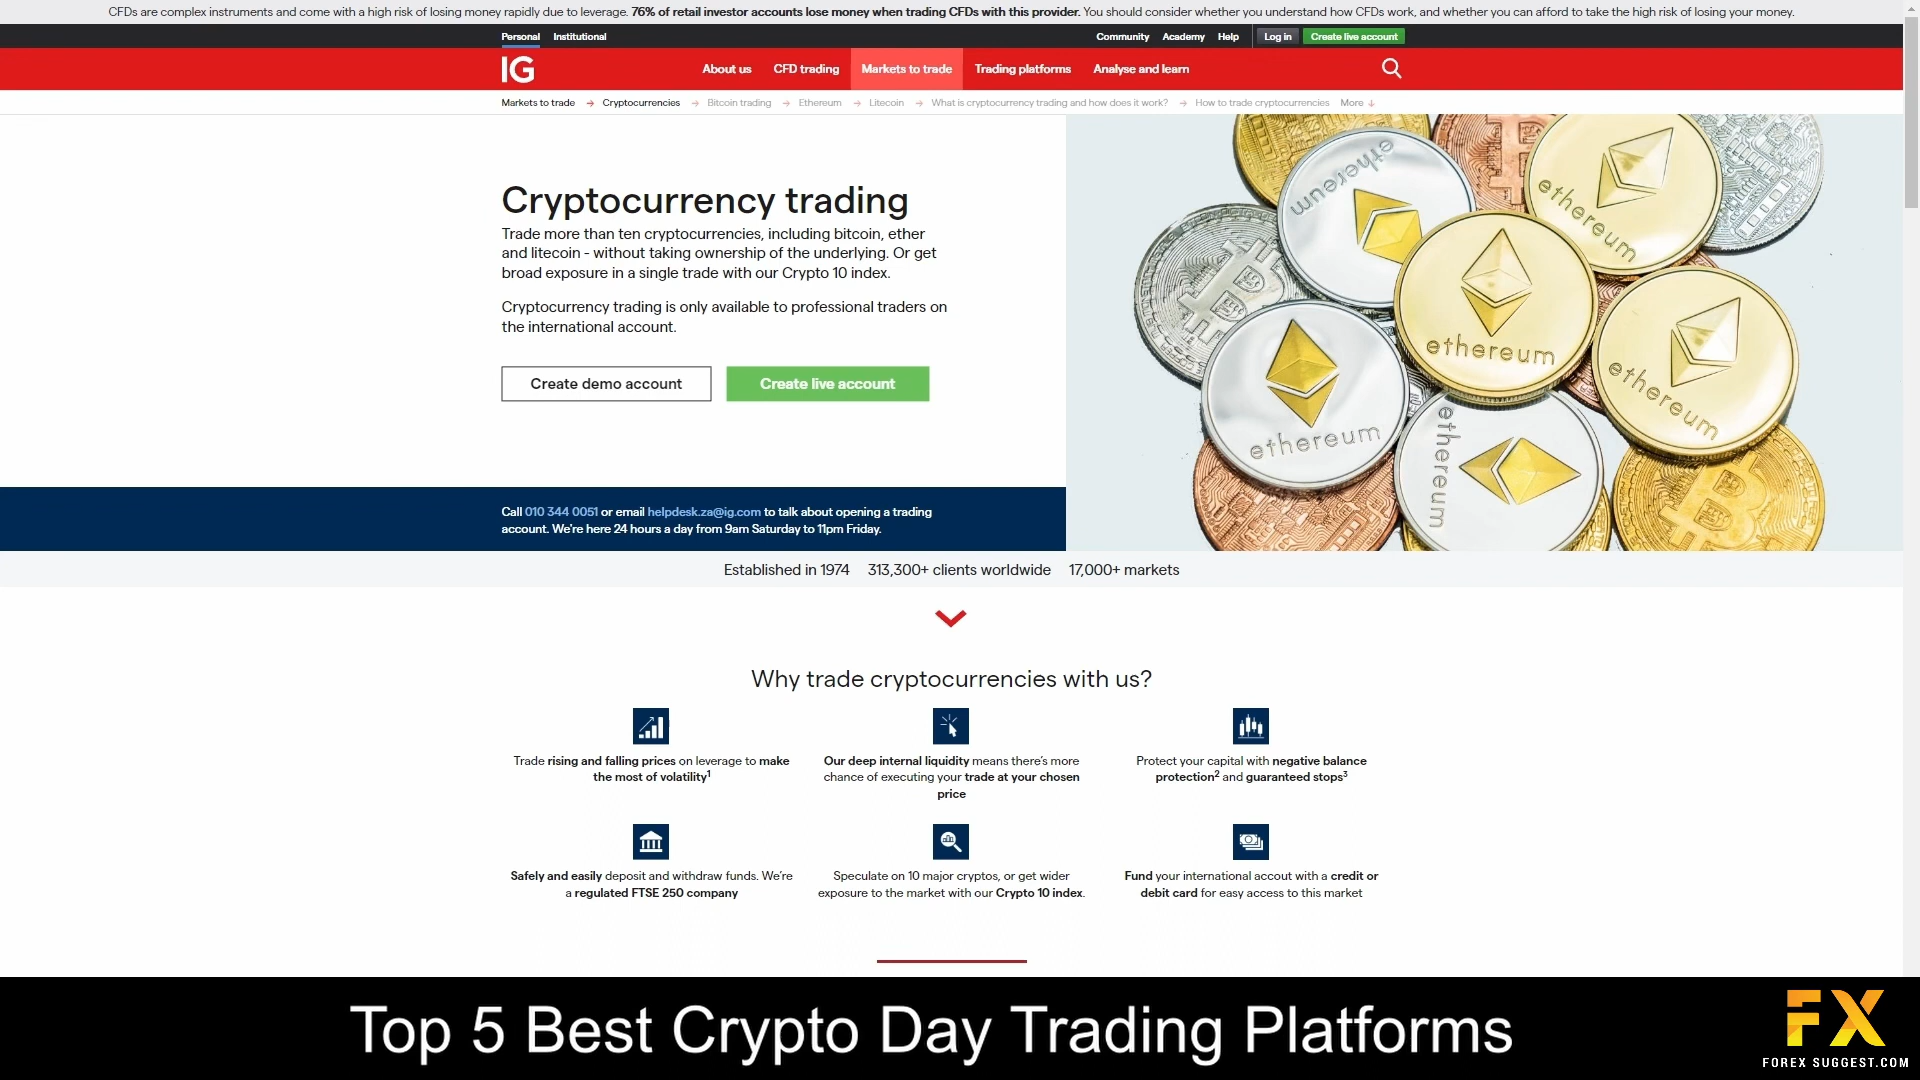 CFDs are complex instruments and come with a high risk of losing money rapidly due to leverage. 76% of retail investor accounts lose money when trading CFDs with this provider. You should consider whether you understand how CFDs work, and whether you can afford to take the high risk of losing your money.
Personal Institutional Community Academy Help Log in Create live account
IG About us CFD trading Markets to trade Trading platforms Analyse and learn
Markets to trade → Cryptocurrencies → Bitcoin trading → Ethereum → Litecoin → What is cryptocurrency trading and how does it work? → How to trade cryptocurrencies More ↓
Cryptocurrency trading
Trade more than ten cryptocurrencies, including bitcoin, ether
and litecoin - without taking ownership of the underlying. Or get
broad exposure in a single trade with our Crypto 10 index.
Cryptocurrency trading is only available to professional traders on
the international account.
Create demo account Create live account
ethereum
ethereum
ethereum
ethereum
ethereum
ethereum
Call 010 344 0051 or email helpdesk.za@ig.com to talk about opening a trading
account. We're here 24 hours a day from 9am Saturday to 11pm Friday.
Established in 1974 313,300+ clients worldwide 17,000+ markets
Why trade cryptocurrencies with us?
Trade rising and falling prices on leverage to make
the most of volatility¹
Our deep internal liquidity means there's more
chance of executing your trade at your chosen
price
Protect your capital with negative balance
protection² and guaranteed stops³
Safely and easily deposit and withdraw funds. We're
a regulated FTSE 250 company
Speculate on 10 major cryptos, or get wider
exposure to the market with our Crypto 10 index.
Fund your international accout with a credit or
debit card for easy access to this market
Top 5 Best Crypto Day Trading Platforms
FX
FOREX SUGGEST.COM